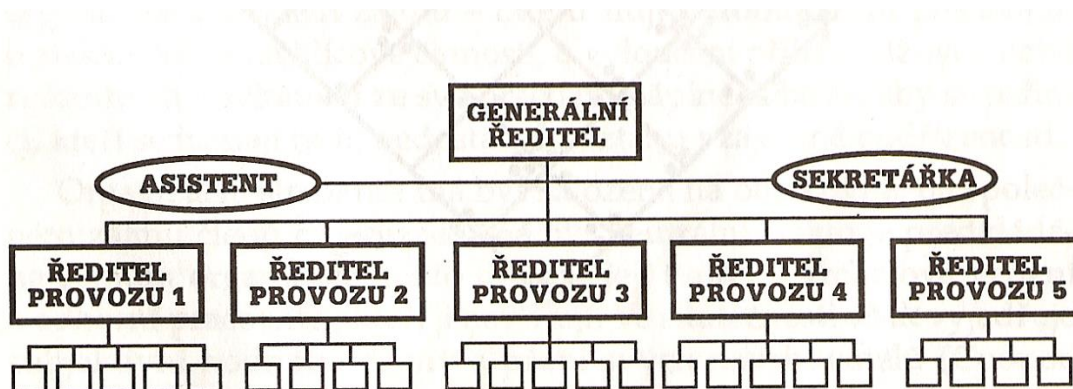 GENERÁLNÍ
ŘEDITEL
ASISTENT
SEKRETÁŘKA
ŘEDITEL
PROVOZU 1
ŘEDITEL
PROVOZU 2
ŘEDITEL
PROVOZU 3
ŘEDITEL
PROVOZU 4
ŘEDITEL
PROVOZU 5